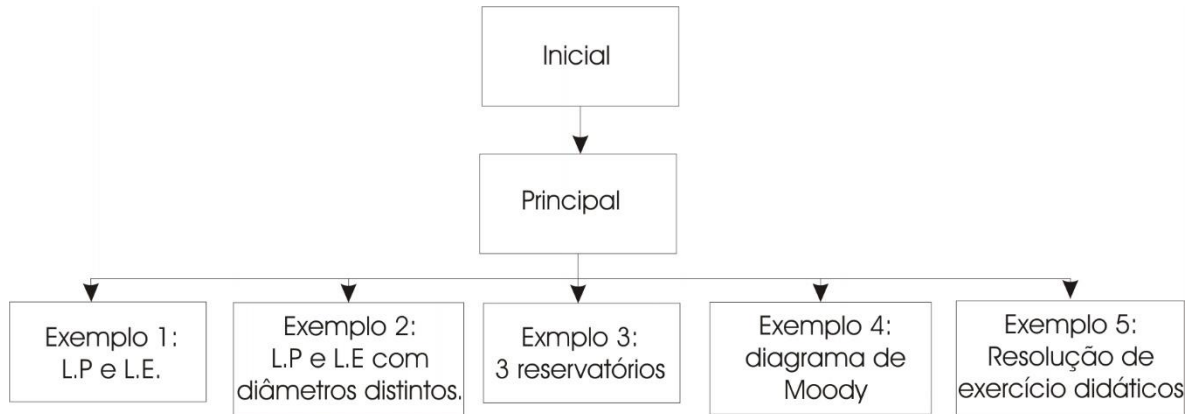 Inicial
Principal
Exemplo 1:
L.P e L.E.
Exemplo 2:
L.P e L.E com
diâmetros distintos.
Exmplo 3:
3 reservatórios
Exemplo 4:
diagrama de
Moody
Exemplo 5:
Resolução de
exercício didáticos